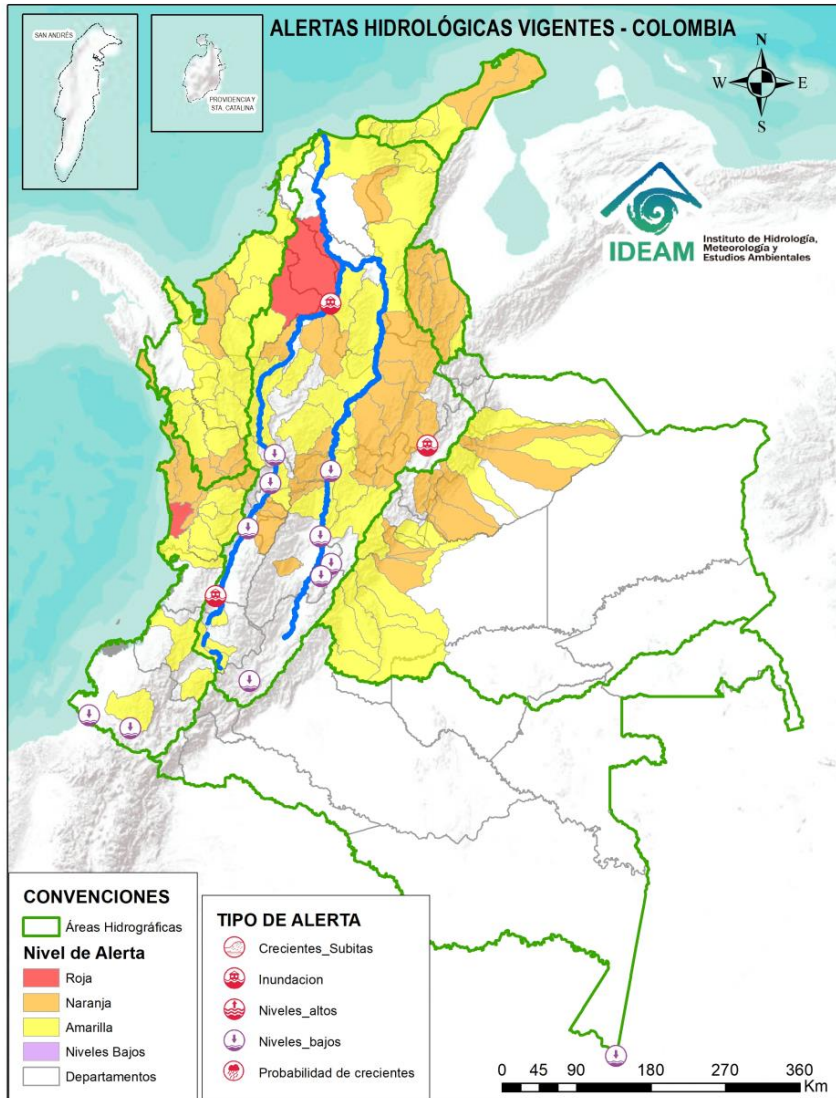 ALERTAS HIDROLÓGICAS VIGENTES - COLOMBIA
SAN ANDRÉS
PROVIDENCIA Y
STA. CATALINA
N
W
E
S
IDEAM
Instituto de Hidrología,
Meteorología y
Estudios Ambientales
CONVENCIONES
Áreas Hidrográficas
Nivel de Alerta
Roja
Naranja
Amarilla
Niveles Bajos
Departamentos
TIPO DE ALERTA
Crecientes_Subitas
Inundacion
Niveles_altos
Niveles_bajos
Probabilidad de crecientes
0 45 90 180 270 360
Km